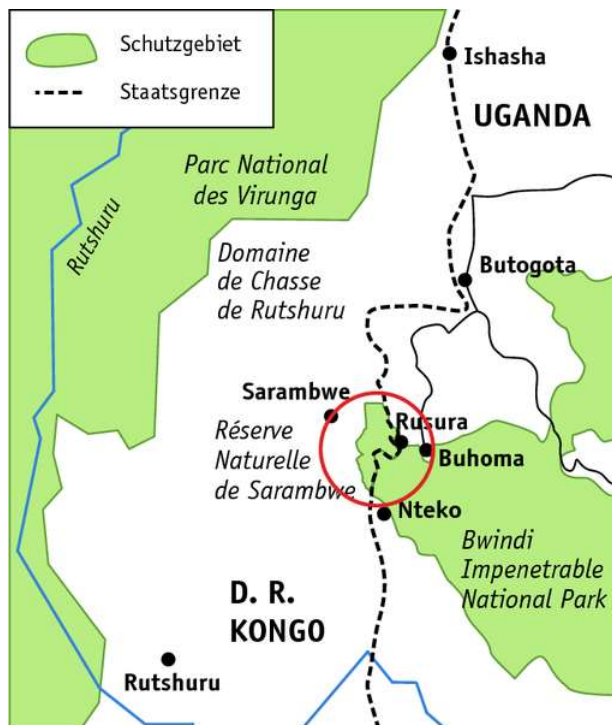 Schutzgebiet
Staatsgrenze
Ishasha
UGANDA
Parc National
des Virunga
Rutshuru
Domaine
de Chasse
de Rutshuru
Butogota
Sarambwe
Rusura
Réserve
Naturelle
de Sarambwe
Buhoma
Nteko
Bwindi
Impenetrable
National Park
D. R.
KONGO
Rutshuru